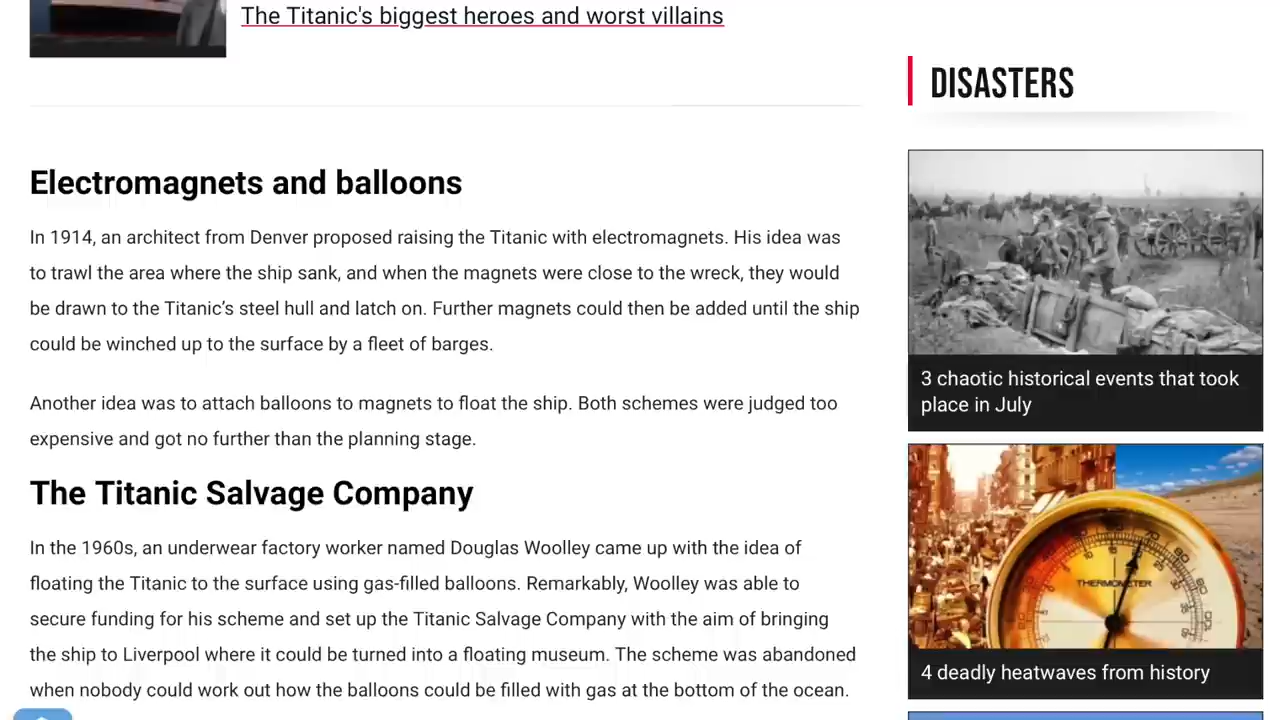 The Titanic's biggest heroes and worst villains
DISASTERS
Electromagnets and balloons
In 1914, an architect from Denver proposed raising the Titanic with electromagnets. His idea was
to trawl the area where the ship sank, and when the magnets were close to the wreck, they would
be drawn to the Titanic’s steel hull and latch on. Further magnets could then be added until the ship
could be winched up to the surface by a fleet of barges.
Another idea was to attach balloons to magnets to float the ship. Both schemes were judged too
expensive and got no further than the planning stage.
The Titanic Salvage Company
In the 1960s, an underwear factory worker named Douglas Woolley came up with the idea of
floating the Titanic to the surface using gas-filled balloons. Remarkably, Woolley was able to
secure funding for his scheme and set up the Titanic Salvage Company with the aim of bringing
the ship to Liverpool where it could be turned into a floating museum. The scheme was abandoned
when nobody could work out how the balloons could be filled with gas at the bottom of the ocean.
3 chaotic historical events that took
place in July
THERMOMETER
4 deadly heatwaves from history